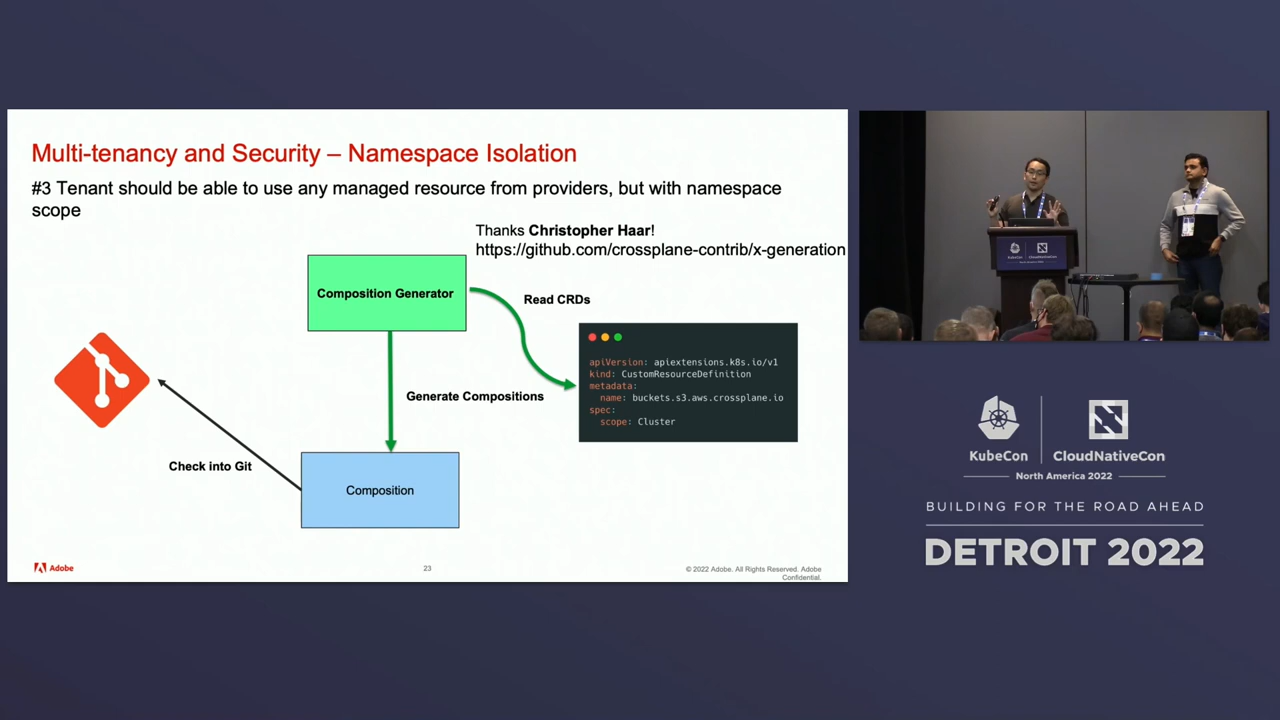 Multi-tenancy and Security – Namespace Isolation
#3 Tenant should be able to use any managed resource from providers, but with namespace
scope
Thanks Christopher Haar!
https://github.com/crossplane-contrib/x-generation
Composition Generator
Read CRDs
apiVersion: apiextensions.k8s.io/v1
kind: CustomResourceDefinition
metadata:
name: buckets.s3.aws.crossplane.io
spec:
scope: Cluster
Generate Compositions
Check into Git
Composition
Adobe
23
© 2022 Adobe. All Rights Reserved. Adobe
Confidential.
KubeCon
CloudNativeCon
KubeCon
CloudNativeCon
North America 2022
BUILDING FOR THE ROAD AHEAD
DETROIT 2022